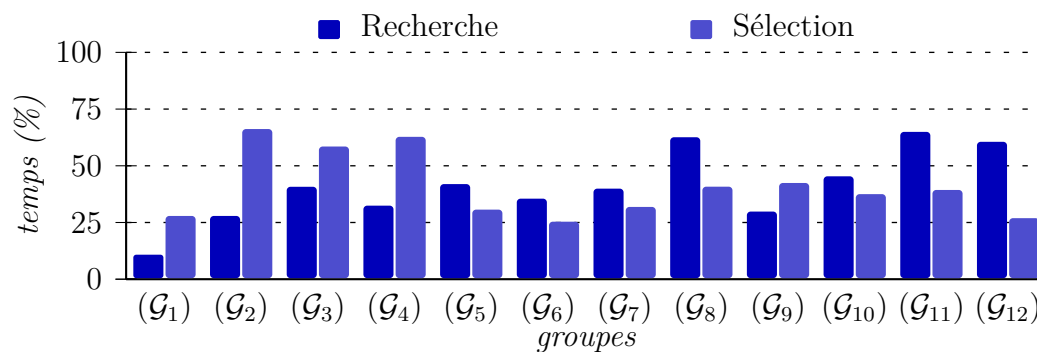 Recherche Sélection
100
75
50
25
0
temps (%)
(𝒢₁) (𝒢₂) (𝒢₃) (𝒢₄) (𝒢₅) (𝒢₆) (𝒢₇) (𝒢₈) (𝒢₉) (𝒢₁₀) (𝒢₁₁) (𝒢₁₂)
groupes